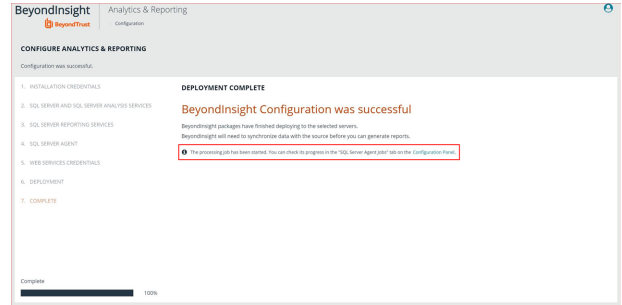 BeyondInsight
BeyondTrust
Analytics & Reporting
Configuration
CONFIGURE ANALYTICS & REPORTING
Configuration was successful.
1. INSTALLATION CREDENTIALS
2. SQL SERVER AND SQL SERVER ANALYSIS SERVICES
3. SQL SERVER REPORTING SERVICES
4. SQL SERVER AGENT
5. WEB SERVICES CREDENTIALS
6. DEPLOYMENT
7. COMPLETE
DEPLOYMENT COMPLETE
BeyondInsight Configuration was successful
BeyondInsight packages have finished deploying to the selected servers.
BeyondInsight will need to synchronize data with the source before you can generate reports.
The processing job has been started. You can check its progress in the "SQL Server Agent Jobs" tab on the Configuration Panel.
Complete
100%